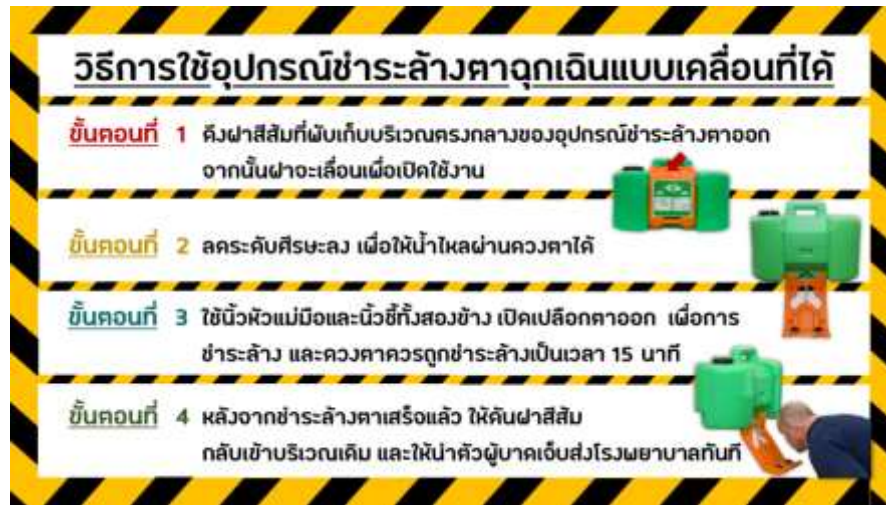 วิธีการใช้อุปกรณ์ชำระล้างตาฉุกเฉินแบบเคลื่อนที่ได้
ขั้นตอนที่ 1 ดึงฝาสีส้มที่พับเก็บบริเวณตรงกลางของอุปกรณ์ชำระล้างตาออก
จากนั้นฝาจะเลื่อนเพื่อเปิดใช้งาน
ขั้นตอนที่ 2 ลดระดับศีรษะลง เพื่อให้น้ำไหลผ่านดวงตาได้
ขั้นตอนที่ 3 ใช้นิ้วหัวแม่มือและนิ้วชี้ทั้งสองข้าง เปิดเปลือกตาออก เพื่อการ
ชำระล้าง และดวงตาควรถูกชำระล้างเป็นเวลา 15 นาที
ขั้นตอนที่ 4 หลังจากชำระล้างตาเสร็จแล้ว ให้ดันฝาสีส้ม
กลับเข้าบริเวณเดิม และให้นำตัวผู้บาดเจ็บส่งโรงพยาบาลทันที